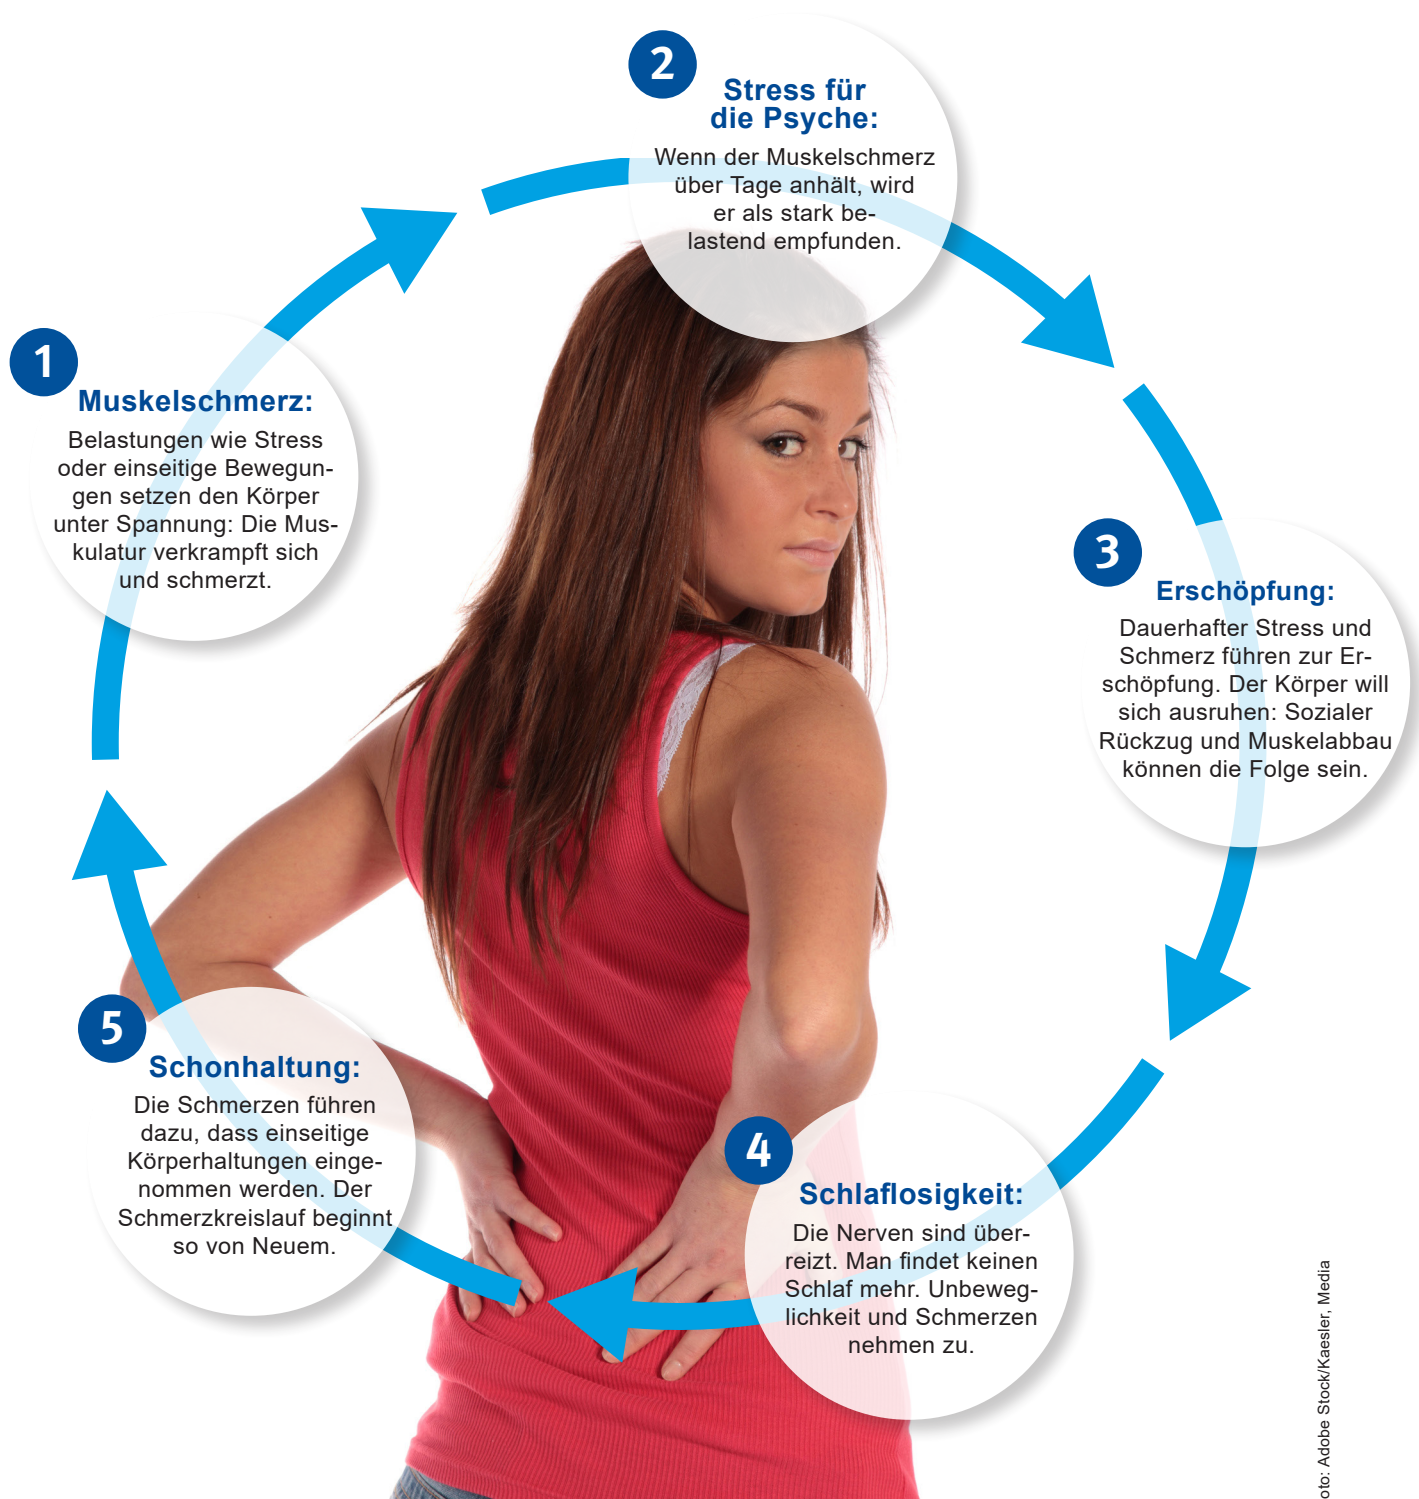 1
Muskelschmerz:
Belastungen wie Stress
oder einseitige Bewegun-
gen setzen den Körper
unter Spannung: Die Mus-
kulatur verkrampft sich
und schmerzt.
2
Stress für
die Psyche:
Wenn der Muskelschmerz
über Tage anhält, wird
er als stark be-
lastend empfunden.
3
Erschöpfung:
Dauerhafter Stress und
Schmerz führen zur Er-
schöpfung. Der Körper will
sich ausruhen: Sozialer
Rückzug und Muskelabbau
können die Folge sein.
4
Schlaflosigkeit:
Die Nerven sind über-
reizt. Man findet keinen
Schlaf mehr. Unbeweg-
lichkeit und Schmerzen
nehmen zu.
5
Schonhaltung:
Die Schmerzen führen
dazu, dass einseitige
Körperhaltungen einge-
nommen werden. Der
Schmerzkreislauf beginnt
so von Neuem.
oto: Adobe Stock/Kaesler, Media